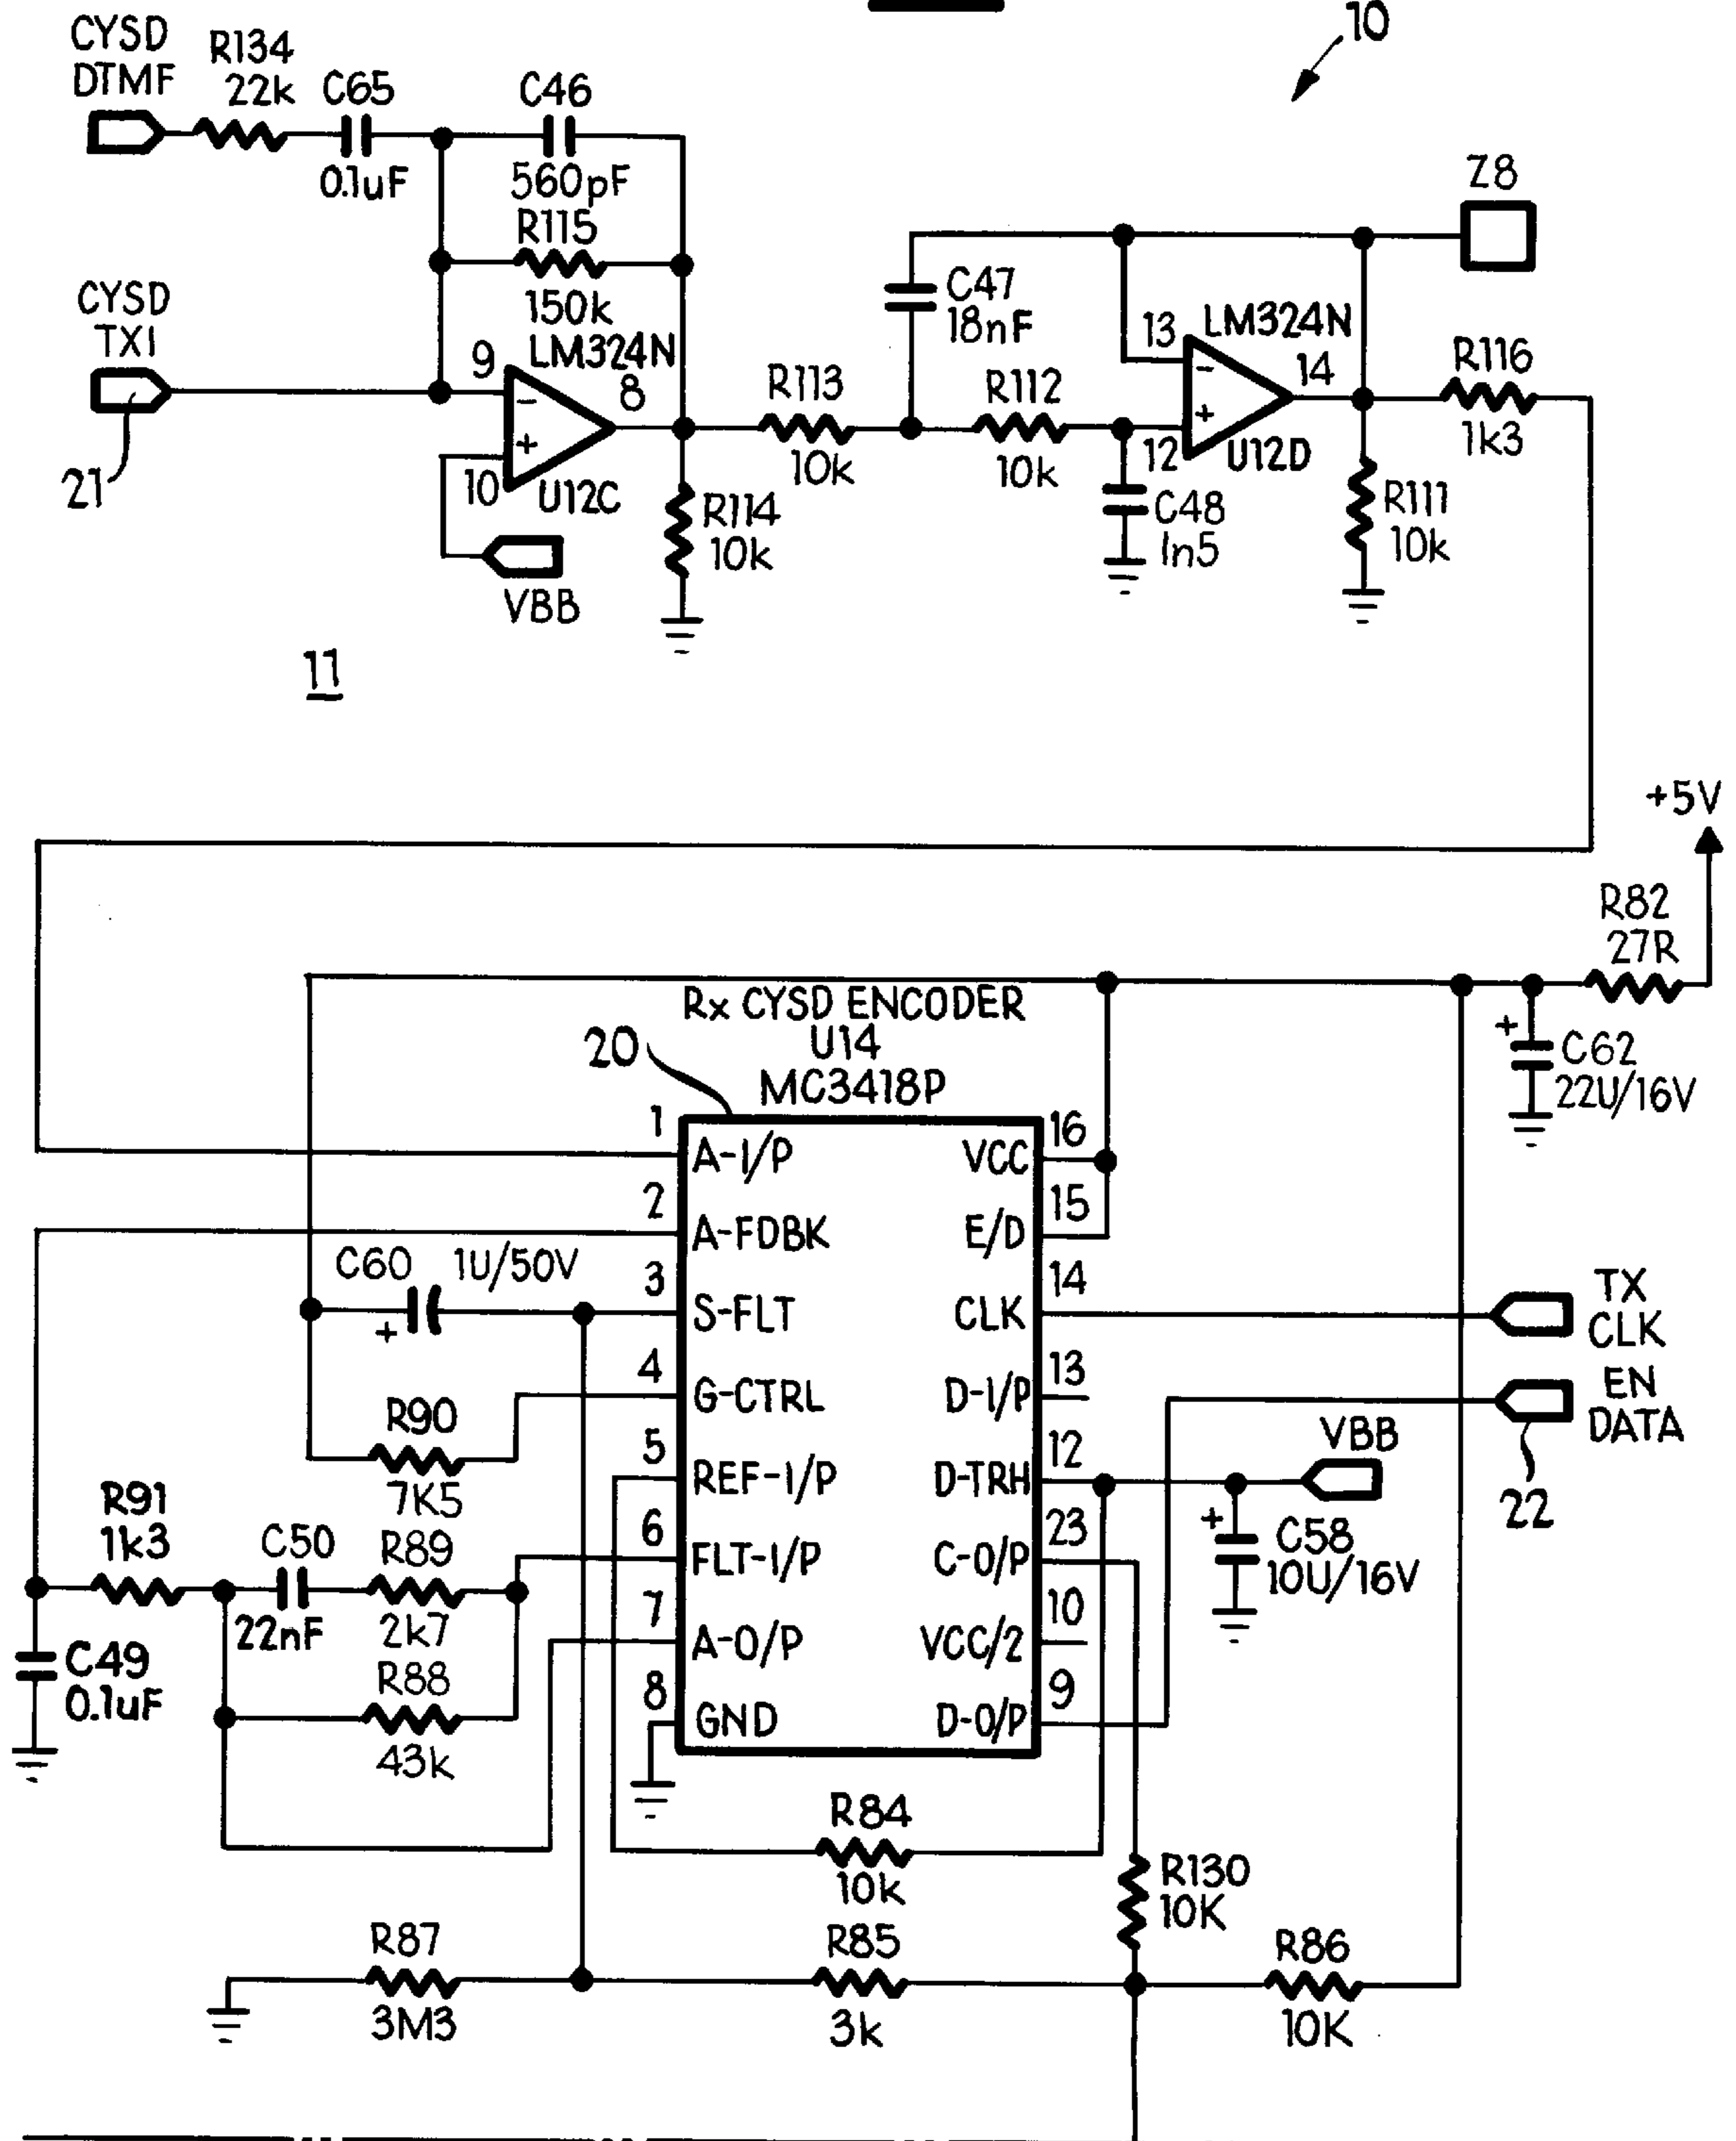 10
CYSD
DTMF
R134
22k
C65
0.1uF
C46
560pF
R115
150k
LM324N
CYSD
TX1
21
9
8
-
+
10
U12C
VBB
R114
10k
R113
10k
C47
18nF
R112
10k
C48
1n5
13
LM324N
14
-
+
12
U12D
Z8
R116
1k3
R111
10k
11
+5V
R82
27R
+
C62
22U/16V
Rx CYSD ENCODER
U14
MC3418P
20
1
A-I/P
2
A-FDBK
3
S-FLT
4
G-CTRL
5
REF-I/P
6
FLT-I/P
7
A-O/P
8
GND
16
VCC
15
E/D
14
CLK
13
D-I/P
12
D-TRH
23
C-O/P
10
VCC/2
9
D-O/P
C60
1U/50V
+
R90
7K5
R91
1k3
C50
22nF
R89
2k7
C49
0.1uF
R88
43k
TX
CLK
EN
DATA
22
VBB
+
C58
10U/16V
R84
10k
R130
10K
R87
3M3
R85
3k
R86
10K